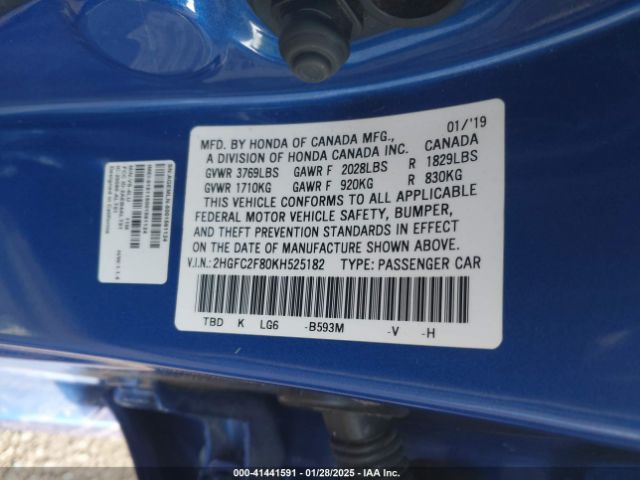 MFD. BY HONDA OF CANADA MFG., CANADA 01/'19
A DIVISION OF HONDA CANADA INC.
GVWR 3769LBS GAWR F 2028LBS R 1829LBS
GVWR 1710KG GAWR F 920KG R 830KG
THIS VEHICLE CONFORMS TO ALL APPLICABLE
FEDERAL MOTOR VEHICLE SAFETY, BUMPER,
AND THEFT PREVENTION STANDARDS IN EFFECT
ON THE DATE OF MANUFACTURE SHOWN ABOVE.
V.I.N.: 2HGFC2F80KH525182 TYPE: PASSENGER CAR
TBD K LG6 -B593M -V -H
Designed in California
000-41441591 | 01/28/2025 | IAA Inc.